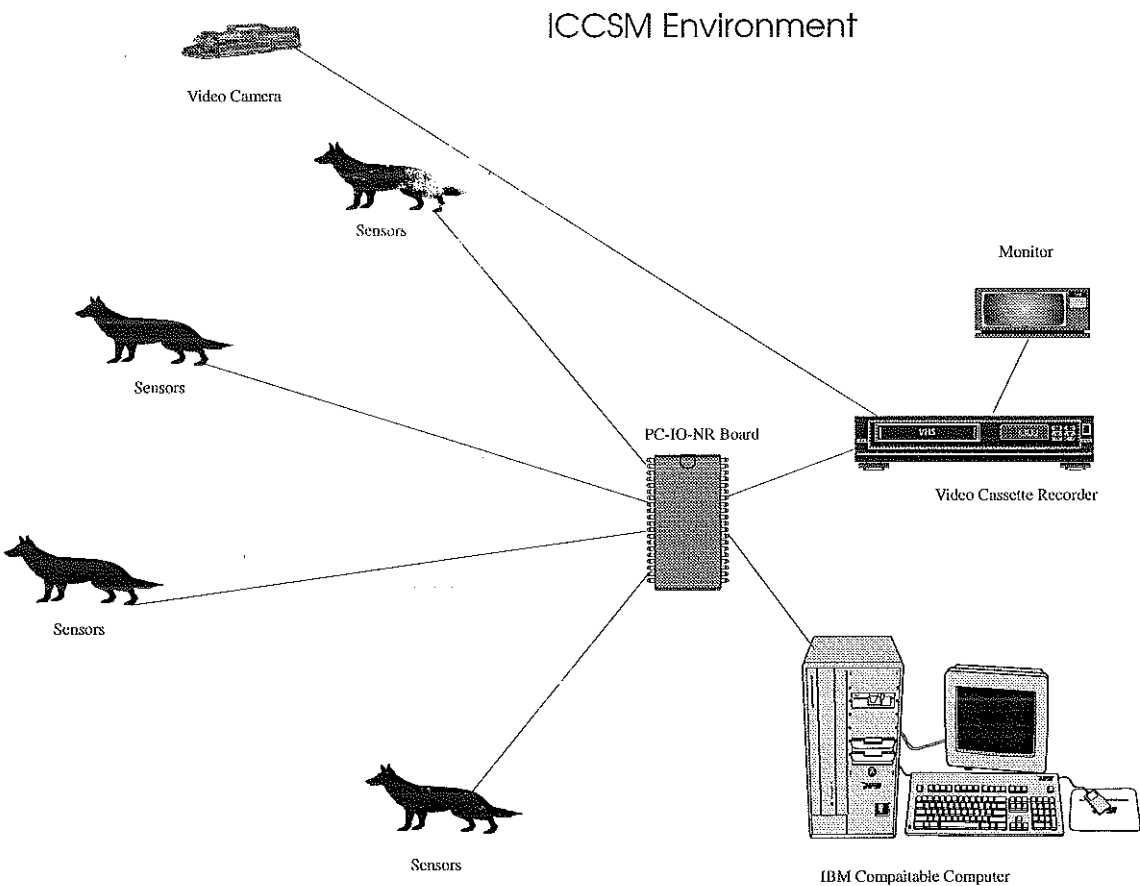 ICCSM Environment
Video Camera
Sensors
Monitor
Sensors
PC-IO-NR Board
VHS
Video Cassette Recorder
Sensors
Sensors
IBM Compaitable Computer